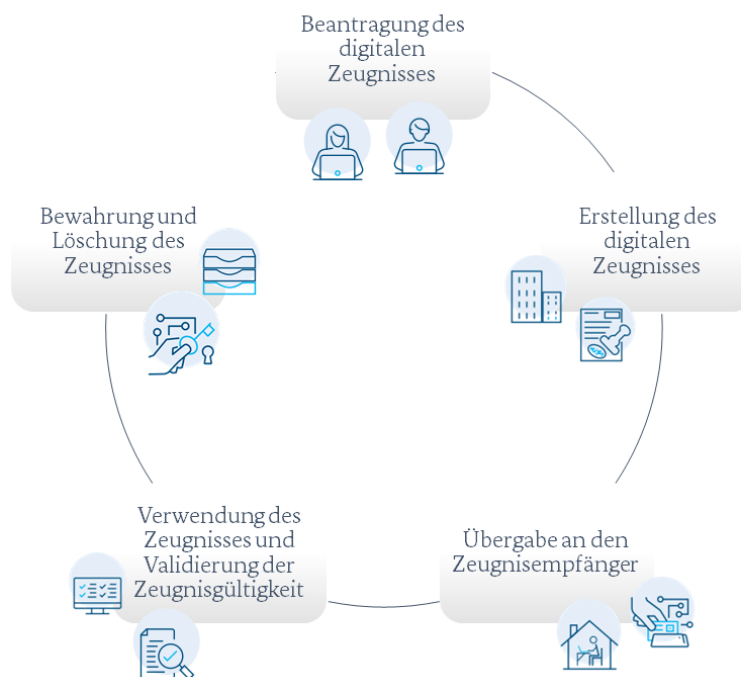 Beantragung des
digitalen
Zeugnisses
Erstellung des
digitalen
Zeugnisses
Übergabe an den
Zeugnisempfänger
Verwendung des
Zeugnisses und
Validierung der
Zeugnisgültigkeit
Bewahrung und
Löschung des
Zeugnisses